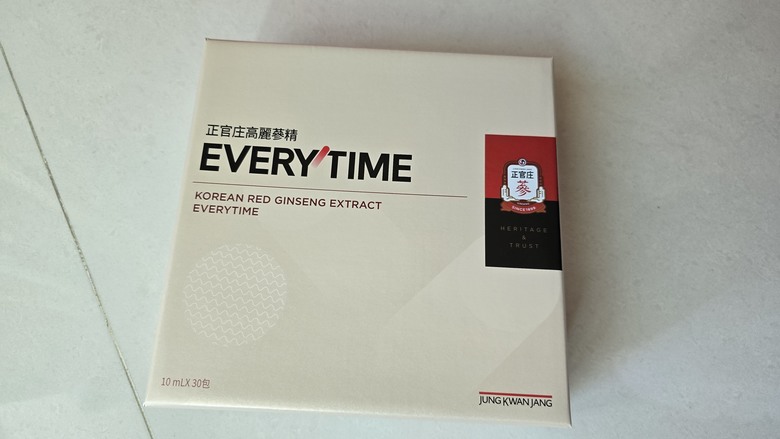 正官庄高麗蔘精
EVERY'TIME
KOREAN RED GINSENG EXTRACT
EVERYTIME
正官庄
蔘
SINCE 1899
HERITAGE
&
TRUST
10 mLX 30包
JUNG KWAN JANG